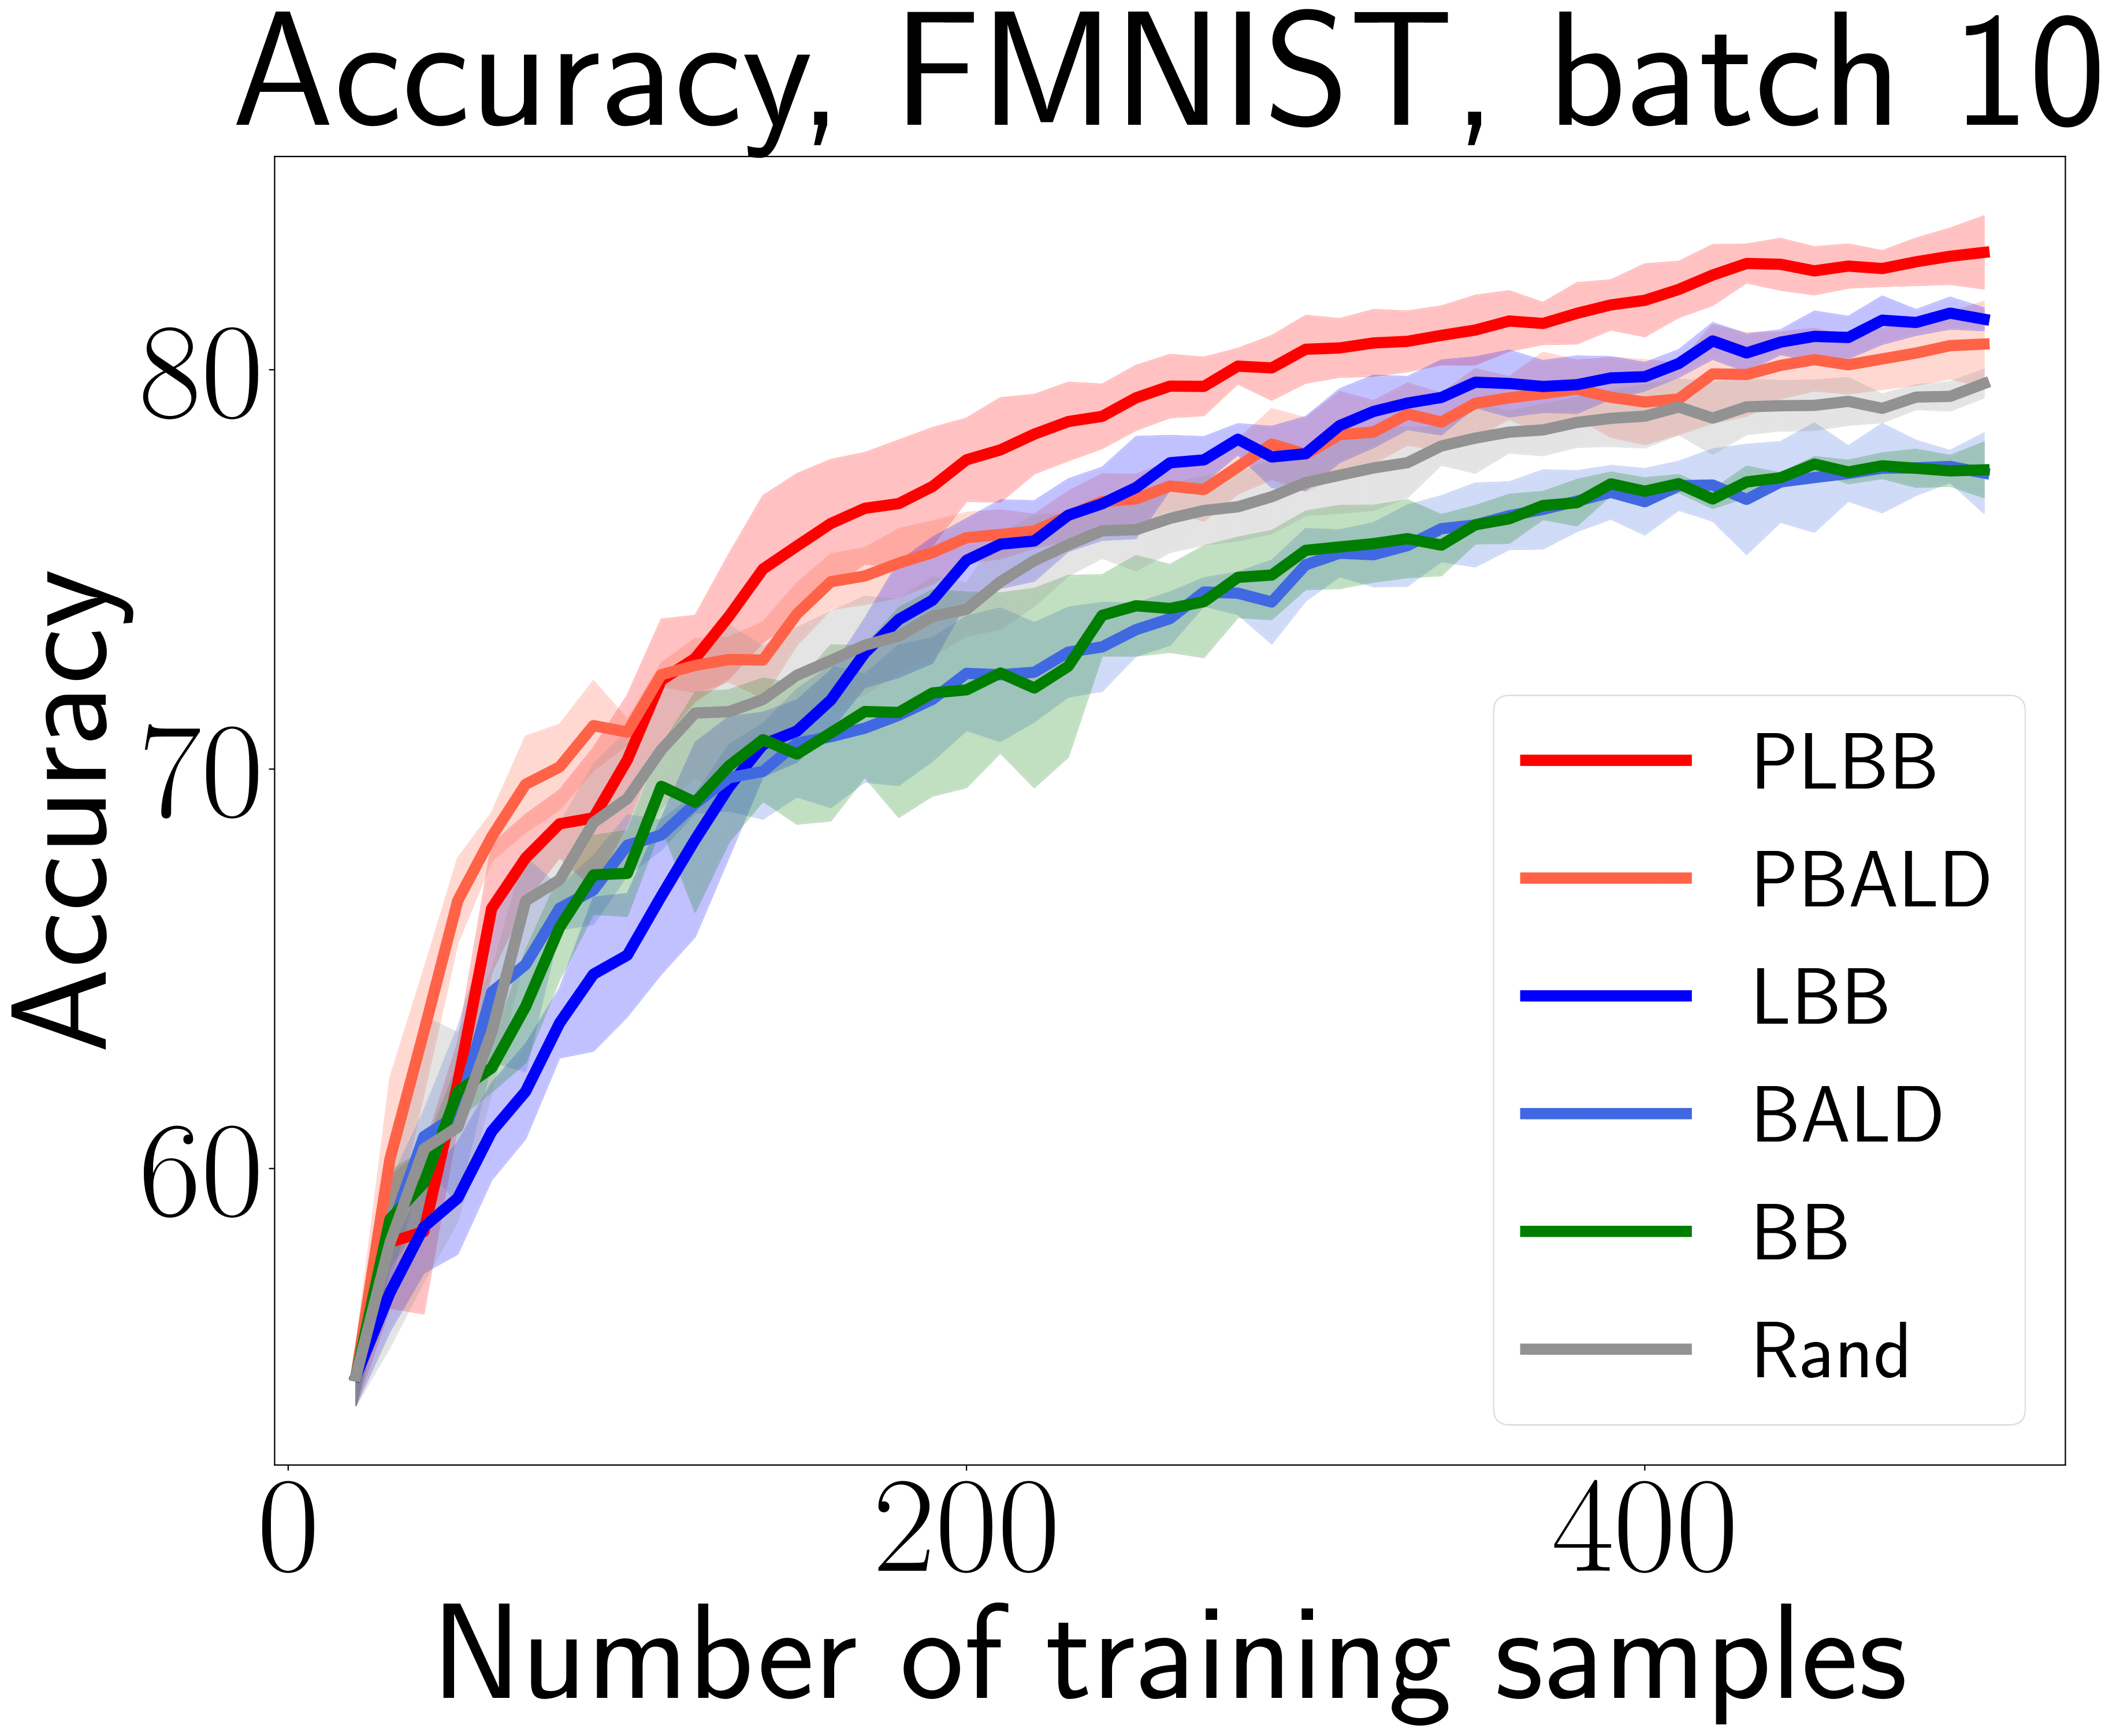 Accuracy, FMNIST, batch 10
Accuracy
80
70
60
PLBB
PBALD
LBB
BALD
BB
Rand
0 200 400
Number of training samples